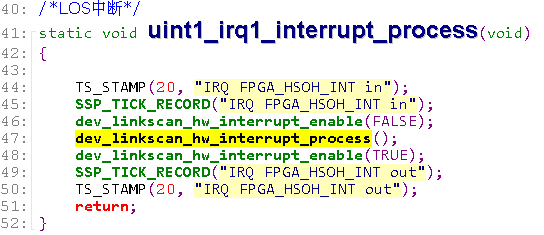 40: /*LOS中断*/
41: static void uint1_irq1_interrupt_process(void)
42: {
43:
44: TS_STAMP(20, "IRQ FPGA_HSOH_INT in");
45: SSP_TICK_RECORD("IRQ FPGA_HSOH_INT in");
46: dev_linkscan_hw_interrupt_enable(FALSE);
47: dev_linkscan_hw_interrupt_process();
48: dev_linkscan_hw_interrupt_enable(TRUE);
49: SSP_TICK_RECORD("IRQ FPGA_HSOH_INT out");
50: TS_STAMP(20, "IRQ FPGA_HSOH_INT out");
51: return;
52: }